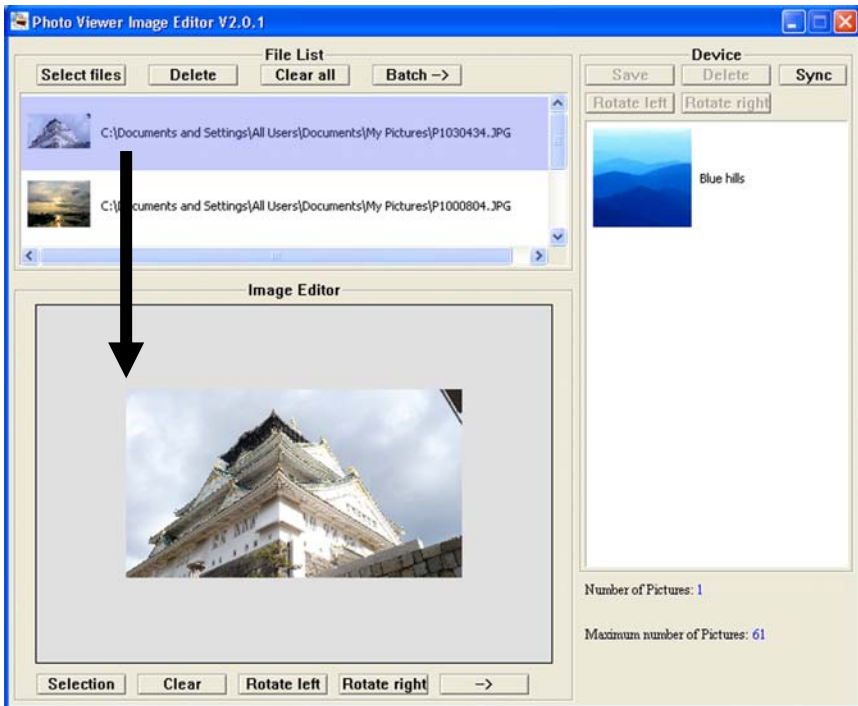 Photo Viewer Image Editor V2.0.1
File List
Select files Delete Clear all Batch ->
C:\Documents and Settings\All Users\Documents\My Pictures\P1030434.JPG
C:\Documents and Settings\All Users\Documents\My Pictures\P1000804.JPG
Image Editor
Selection Clear Rotate left Rotate right ->
Device
Save Delete Sync
Rotate left Rotate right
Blue hills
Number of Pictures: 1
Maximum number of Pictures: 61